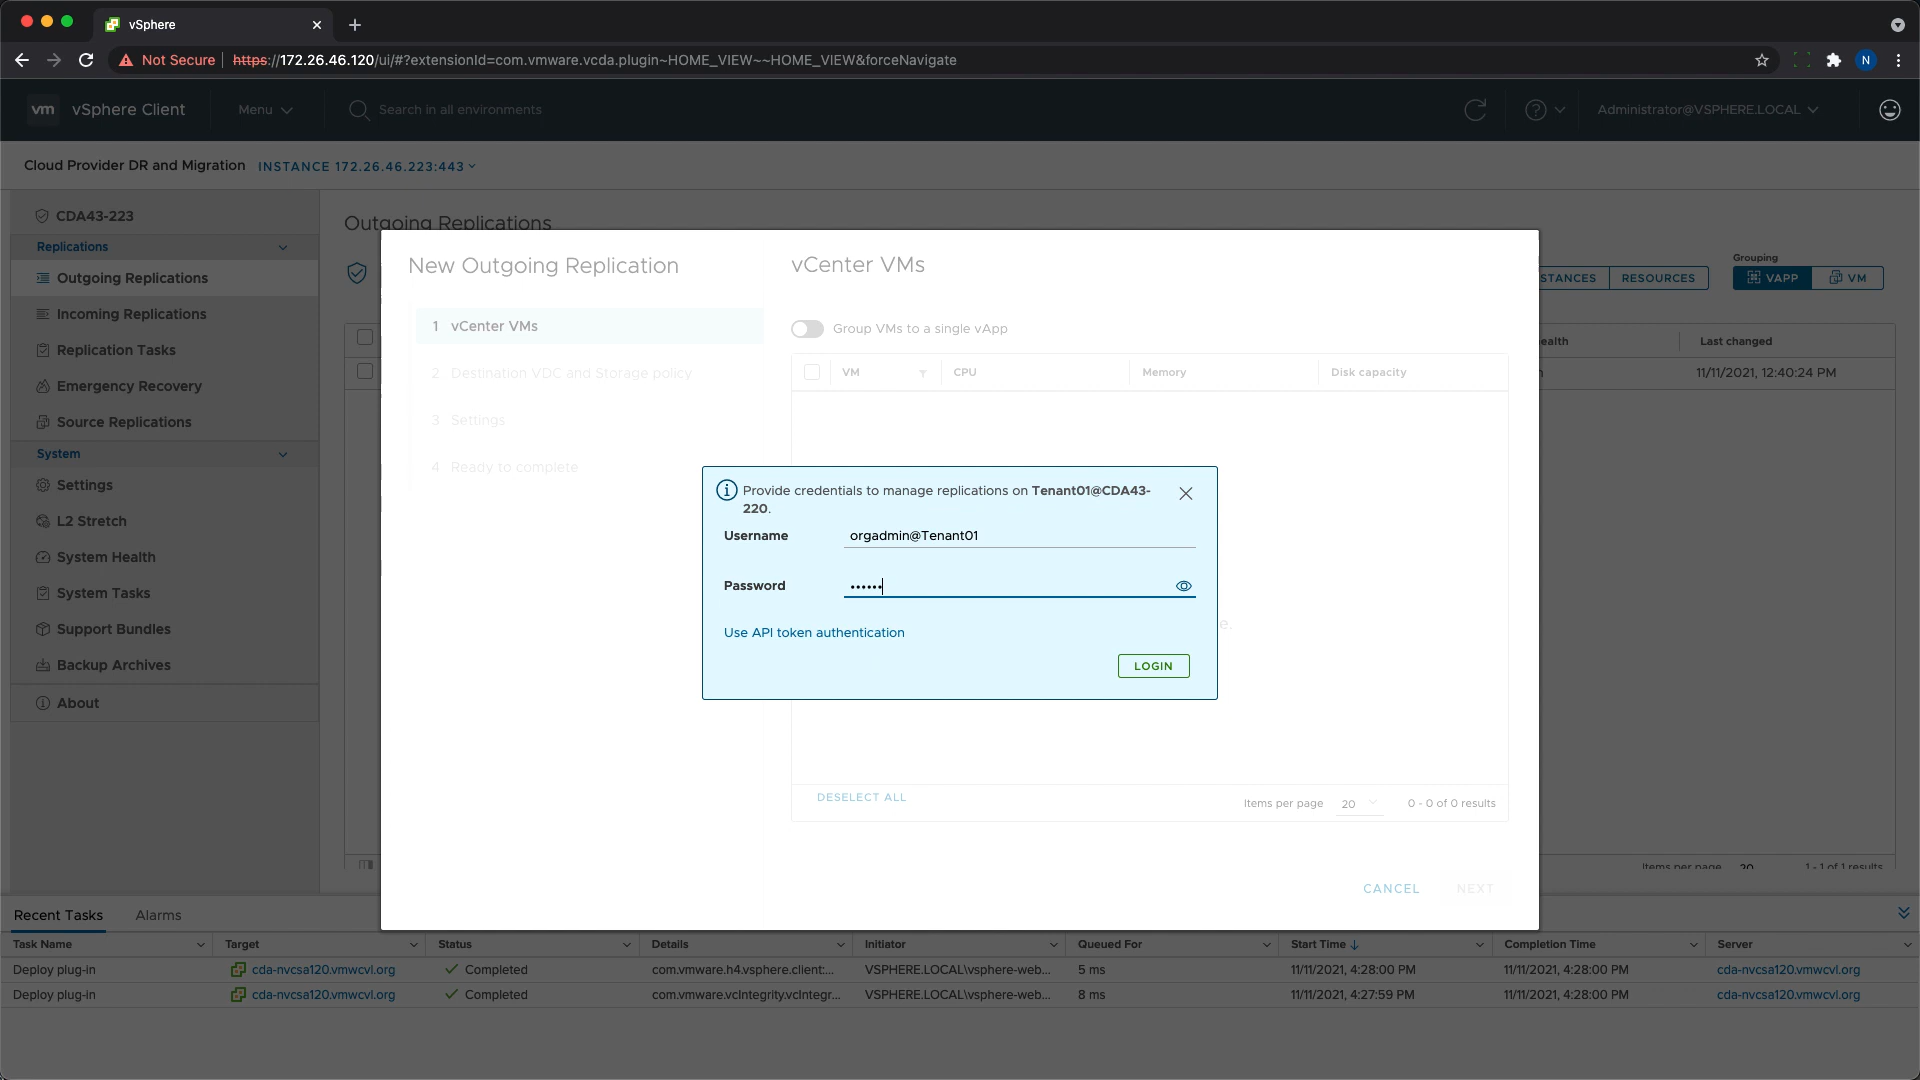 vSphere
Not Secure https://172.26.46.120/ui/#?extensionId=com.vmware.vcda.plugin~HOME_VIEW~~HOME_VIEW&forceNavigate
N
vm vSphere Client Menu Search in all environments Administrator@VSPHERE.LOCAL
Cloud Provider DR and Migration INSTANCE 172.26.46.223:443
CDA43-223
Replications
Outgoing Replications
Incoming Replications
Replication Tasks
Emergency Recovery
Source Replications
System
Settings
L2 Stretch
System Health
System Tasks
Support Bundles
Backup Archives
About
Outgoing Replications
Grouping
STANCES RESOURCES VAPP VM
ealth Last changed
11/11/2021, 12:40:24 PM
Items per page 20 1 - 1 of 1 results
New Outgoing Replication
1 vCenter VMs
2 Destination VDC and Storage policy
3 Settings
4 Ready to complete
vCenter VMs
Group VMs to a single vApp
VM CPU Memory Disk capacity
e.
DESELECT ALL
Items per page 20 0 - 0 of 0 results
CANCEL NEXT
Provide credentials to manage replications on Tenant01@CDA43-
220.
Username orgadmin@Tenant01
Password ••••••
Use API token authentication
LOGIN
Recent Tasks Alarms
Task Name Target Status Details Initiator Queued For Start Time Completion Time Server
Deploy plug-in cda-nvcsa120.vmwcvl.org Completed com.vmware.h4.vsphere.client:... VSPHERE.LOCAL\vsphere-web... 5 ms 11/11/2021, 4:28:00 PM 11/11/2021, 4:28:00 PM cda-nvcsa120.vmwcvl.org
Deploy plug-in cda-nvcsa120.vmwcvl.org Completed com.vmware.vcIntegrity.vcIntegr... VSPHERE.LOCAL\vsphere-web... 8 ms 11/11/2021, 4:27:59 PM 11/11/2021, 4:28:00 PM cda-nvcsa120.vmwcvl.org